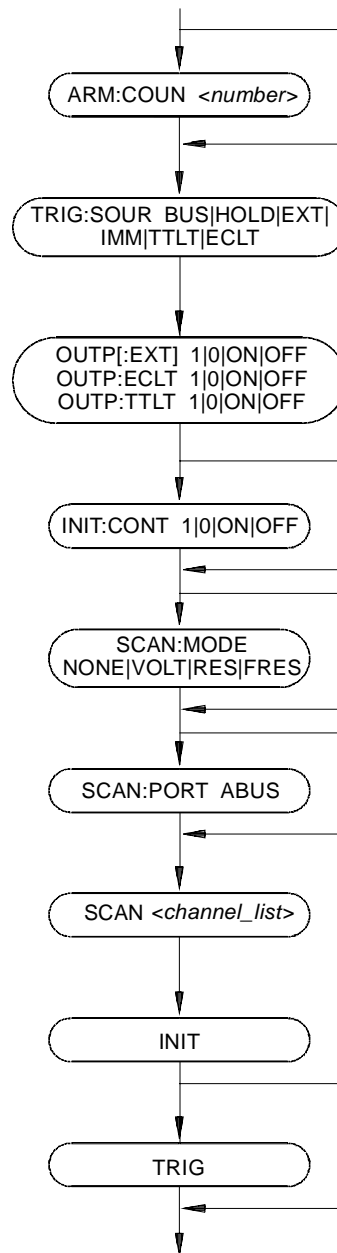 ARM:COUN <number>
TRIG:SOUR BUS|HOLD|EXT|
IMM|TTLT|ECLT
OUTP[:EXT] 1|0|ON|OFF
OUTP:ECLT 1|0|ON|OFF
OUTP:TTLT 1|0|ON|OFF
INIT:CONT 1|0|ON|OFF
SCAN:MODE
NONE|VOLT|RES|FRES
SCAN:PORT ABUS
SCAN <channel_list>
INIT
TRIG